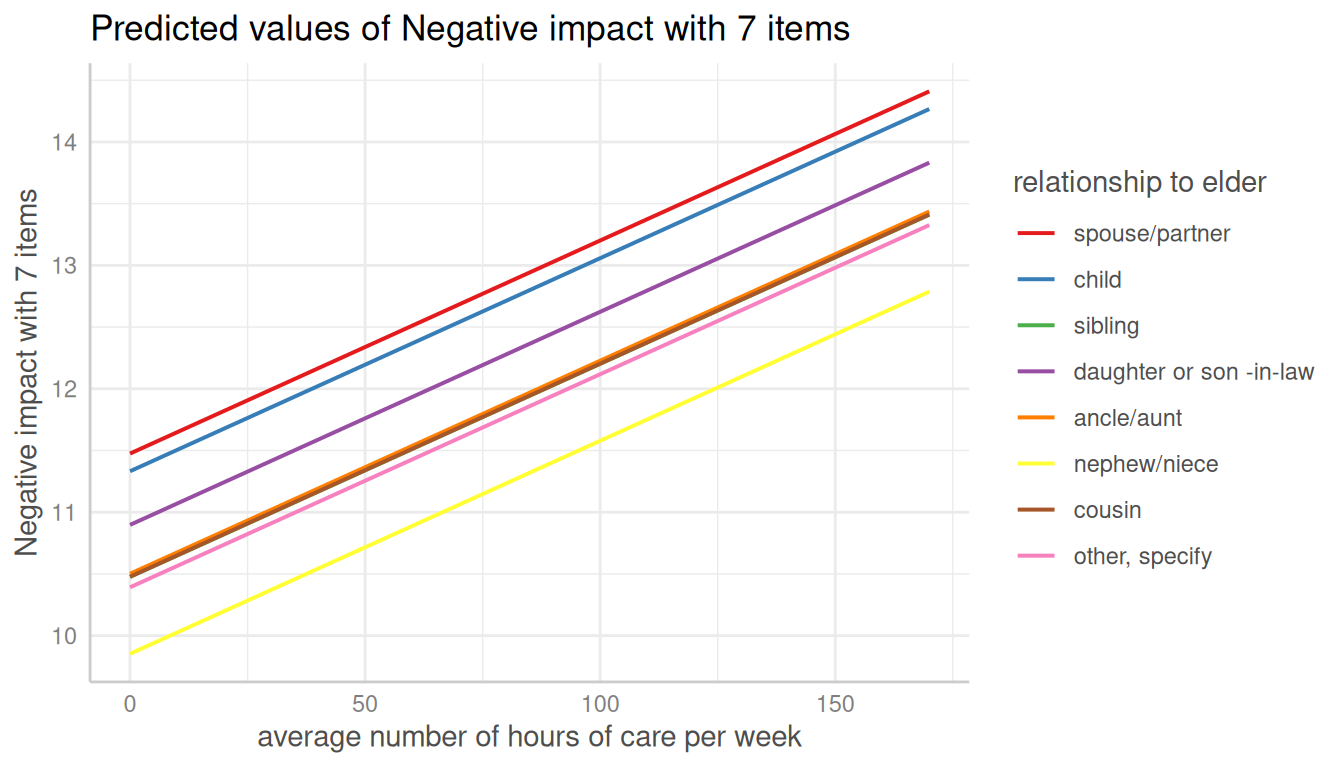 Predicted values of Negative impact with 7 items
Negative impact with 7 items
14
13
12
11
10
0 50 100 150
average number of hours of care per week
relationship to elder
spouse/partner
child
sibling
daughter or son -in-law
ancle/aunt
nephew/niece
cousin
other, specify